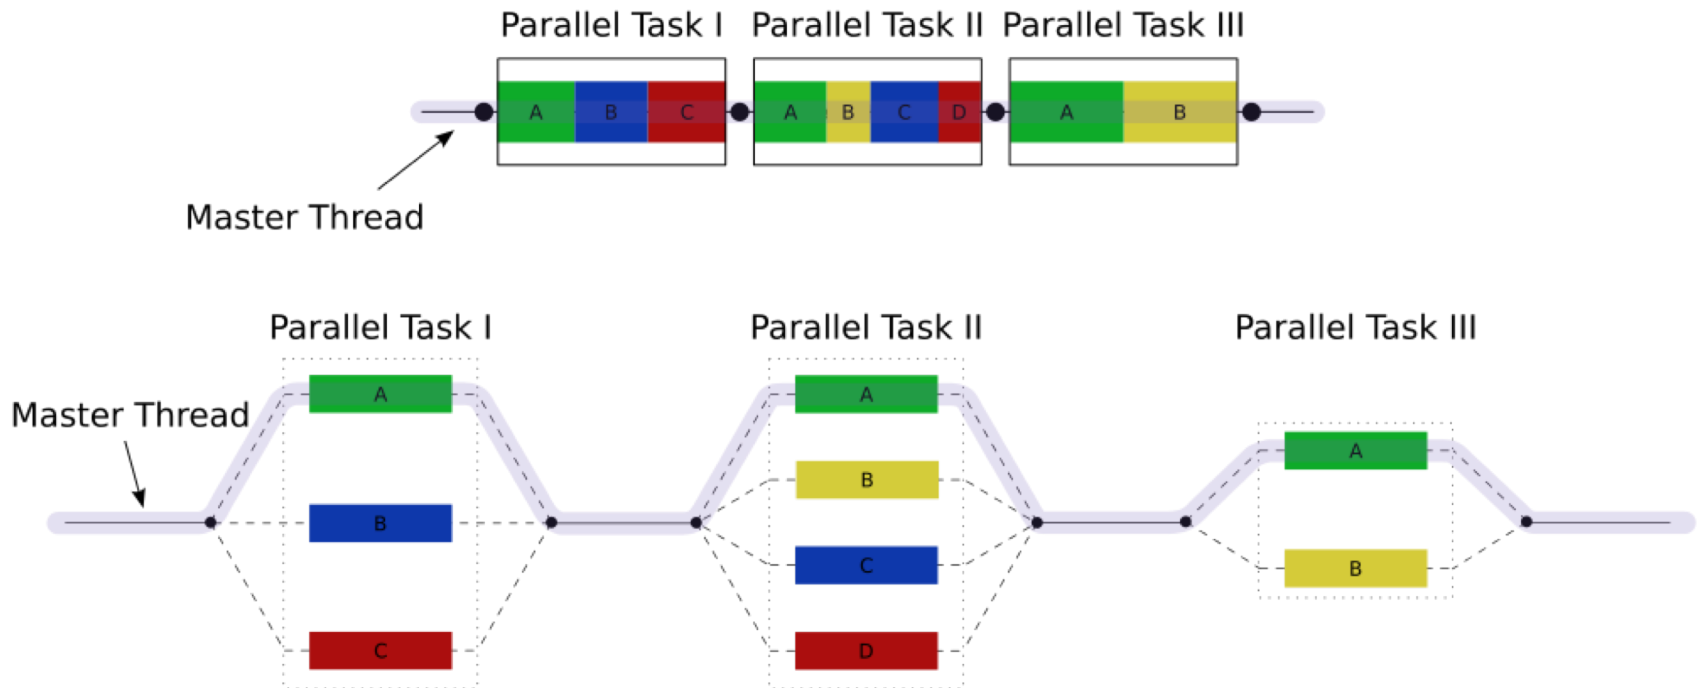 Parallel Task I Parallel Task II Parallel Task III
A B C A B C D A B
Master Thread
Parallel Task I Parallel Task II Parallel Task III
A A
Master Thread
A
B
B
C
B
C D